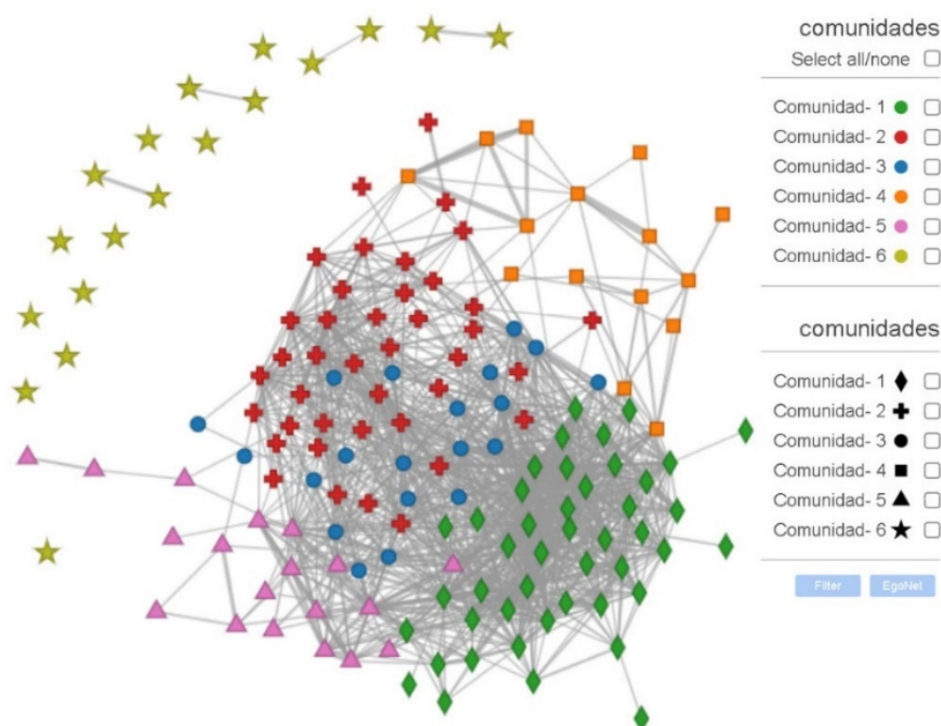 comunidades
Select all/none
Comunidad- 1
Comunidad- 2
Comunidad- 3
Comunidad- 4
Comunidad- 5
Comunidad- 6
comunidades
Comunidad- 1
Comunidad- 2
Comunidad- 3
Comunidad- 4
Comunidad- 5
Comunidad- 6
Filter EgoNet